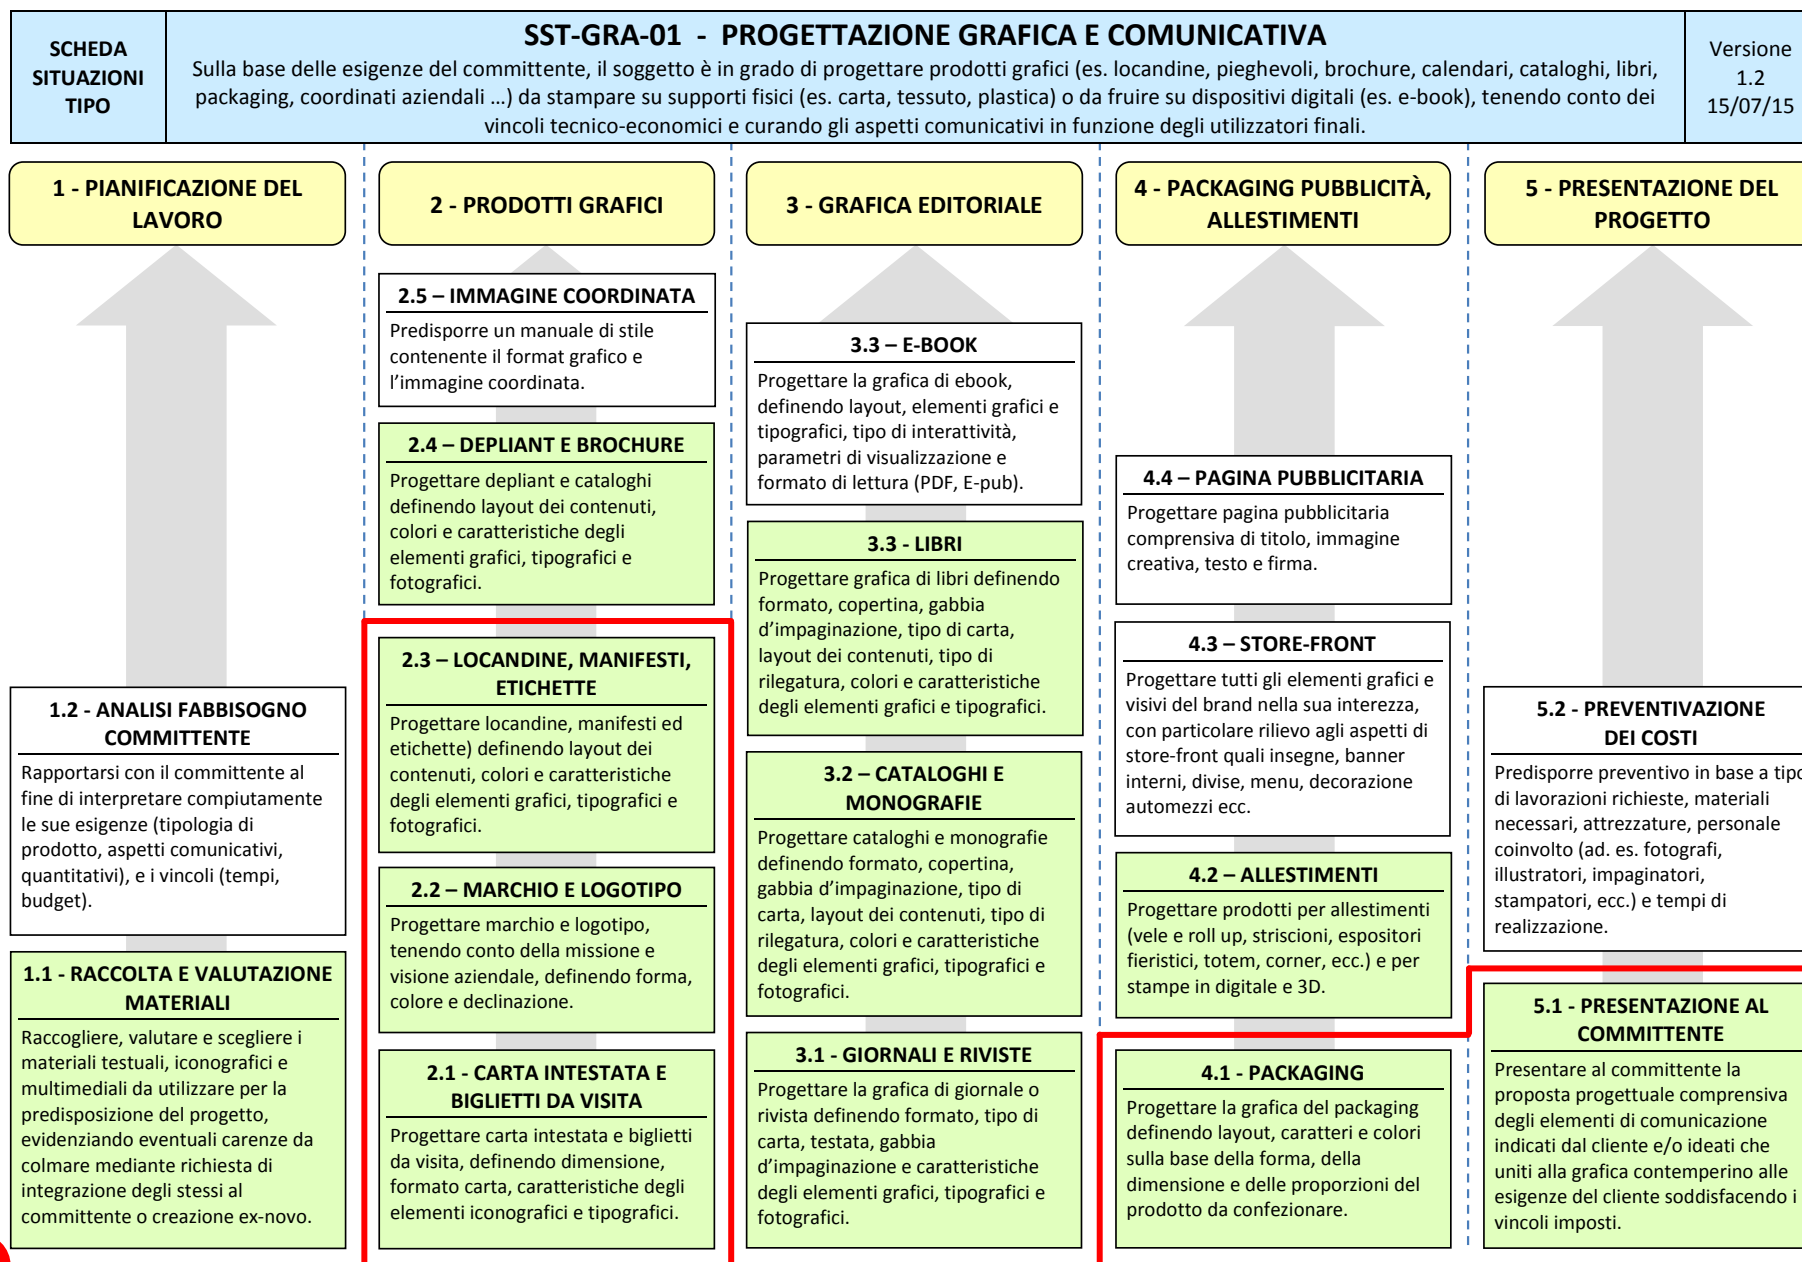 SCHEDA
SITUAZIONI
TIPO
SST-GRA-01 - PROGETTAZIONE GRAFICA E COMUNICATIVA
Sulla base delle esigenze del committente, il soggetto è in grado di progettare prodotti grafici (es. locandine, pieghevoli, brochure, calendari, cataloghi, libri,
packaging, coordinati aziendali ...) da stampare su supporti fisici (es. carta, tessuto, plastica) o da fruire su dispositivi digitali (es. e-book), tenendo conto dei
vincoli tecnico-economici e curando gli aspetti comunicativi in funzione degli utilizzatori finali.
Versione
1.2
15/07/15
1 - PIANIFICAZIONE DEL
LAVORO
1.2 - ANALISI FABBISOGNO
COMMITTENTE
Rapportarsi con il committente al
fine di interpretare compiutamente
le sue esigenze (tipologia di
prodotto, aspetti comunicativi,
quantitativi), e i vincoli (tempi,
budget).
1.1 - RACCOLTA E VALUTAZIONE
MATERIALI
Raccogliere, valutare e scegliere i
materiali testuali, iconografici e
multimediali da utilizzare per la
predisposizione del progetto,
evidenziando eventuali carenze da
colmare mediante richiesta di
integrazione degli stessi al
committente o creazione ex-novo.
2 - PRODOTTI GRAFICI
2.5 – IMMAGINE COORDINATA
Predisporre un manuale di stile
contenente il format grafico e
l'immagine coordinata.
2.4 – DEPLIANT E BROCHURE
Progettare depliant e cataloghi
definendo layout dei contenuti,
colori e caratteristiche degli
elementi grafici, tipografici e
fotografici.
2.3 – LOCANDINE, MANIFESTI,
ETICHETTE
Progettare locandine, manifesti ed
etichette) definendo layout dei
contenuti, colori e caratteristiche
degli elementi grafici, tipografici e
fotografici.
2.2 – MARCHIO E LOGOTIPO
Progettare marchio e logotipo,
tenendo conto della missione e
visione aziendale, definendo forma,
colore e declinazione.
2.1 - CARTA INTESTATA E
BIGLIETTI DA VISITA
Progettare carta intestata e biglietti
da visita, definendo dimensione,
formato carta, caratteristiche degli
elementi iconografici e tipografici.
3 - GRAFICA EDITORIALE
3.3 – E-BOOK
Progettare la grafica di ebook,
definendo layout, elementi grafici e
tipografici, tipo di interattività,
parametri di visualizzazione e
formato di lettura (PDF, E-pub).
3.3 - LIBRI
Progettare grafica di libri definendo
formato, copertina, gabbia
d'impaginazione, tipo di carta,
layout dei contenuti, tipo di
rilegatura, colori e caratteristiche
degli elementi grafici e tipografici.
3.2 – CATALOGHI E
MONOGRAFIE
Progettare cataloghi e monografie
definendo formato, copertina,
gabbia d'impaginazione, tipo di
carta, layout dei contenuti, tipo di
rilegatura, colori e caratteristiche
degli elementi grafici, tipografici e
fotografici.
3.1 - GIORNALI E RIVISTE
Progettare la grafica di giornale o
rivista definendo formato, tipo di
carta, testata, gabbia
d'impaginazione e caratteristiche
degli elementi grafici, tipografici e
fotografici.
4 - PACKAGING PUBBLICITÀ,
ALLESTIMENTI
4.4 – PAGINA PUBBLICITARIA
Progettare pagina pubblicitaria
comprensiva di titolo, immagine
creativa, testo e firma.
4.3 – STORE-FRONT
Progettare tutti gli elementi grafici e
visivi del brand nella sua interezza,
con particolare rilievo agli aspetti di
store-front quali insegne, banner
interni, divise, menu, decorazione
automezzi ecc.
4.2 – ALLESTIMENTI
Progettare prodotti per allestimenti
(vele e roll up, striscioni, espositori
fieristici, totem, corner, ecc.) e per
stampe in digitale e 3D.
4.1 - PACKAGING
Progettare la grafica del packaging
definendo layout, caratteri e colori
sulla base della forma, della
dimensione e delle proporzioni del
prodotto da confezionare.
5 - PRESENTAZIONE DEL
PROGETTO
5.2 - PREVENTIVAZIONE
DEI COSTI
Predisporre preventivo in base a tipo
di lavorazioni richieste, materiali
necessari, attrezzature, personale
coinvolto (ad. es. fotografi,
illustratori, impaginatori,
stampatori, ecc.) e tempi di
realizzazione.
5.1 - PRESENTAZIONE AL
COMMITTENTE
Presentare al committente la
proposta progettuale comprensiva
degli elementi di comunicazione
indicati dal cliente e/o ideati che
uniti alla grafica contemperino alle
esigenze del cliente soddisfacendo i
vincoli imposti.